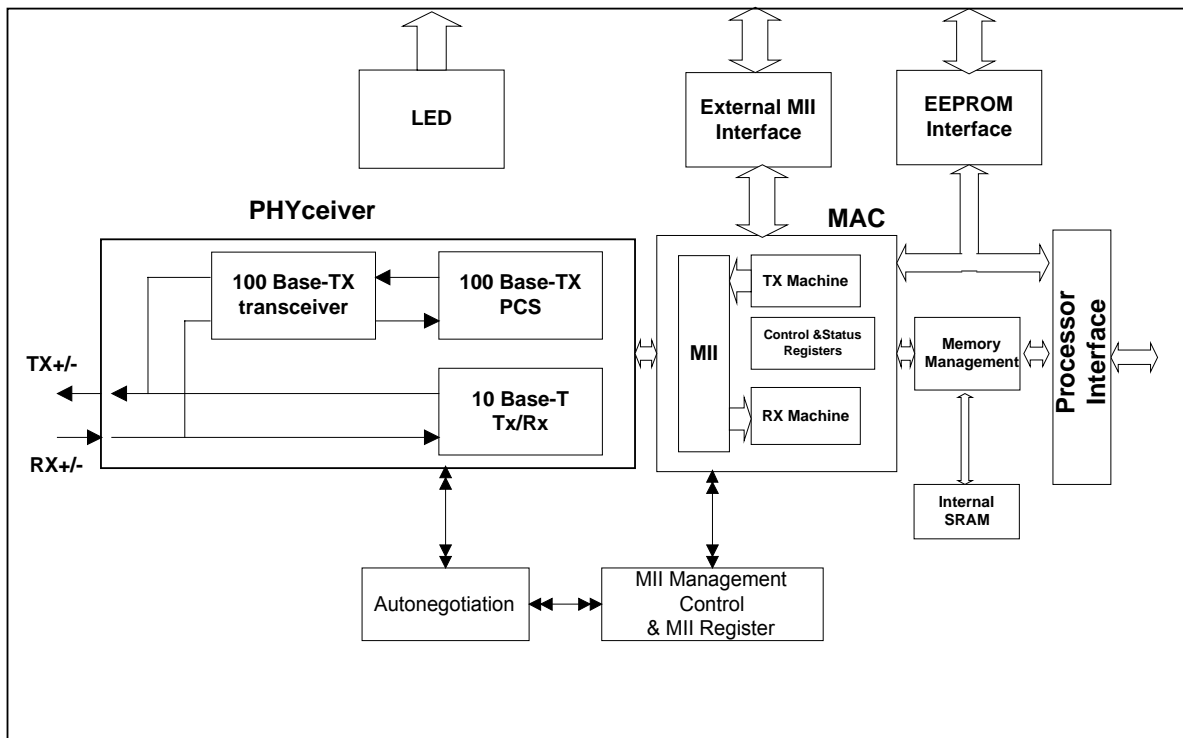 LED
External MII
Interface
EEPROM
Interface
PHYceiver
MAC
100 Base-TX
transceiver
100 Base-TX
PCS
10 Base-T
Tx/Rx
TX+/-
RX+/-
MII
TX Machine
Control &Status
Registers
RX Machine
Memory
Management
Processor
Interface
Internal
SRAM
Autonegotiation
MII Management
Control
& MII Register